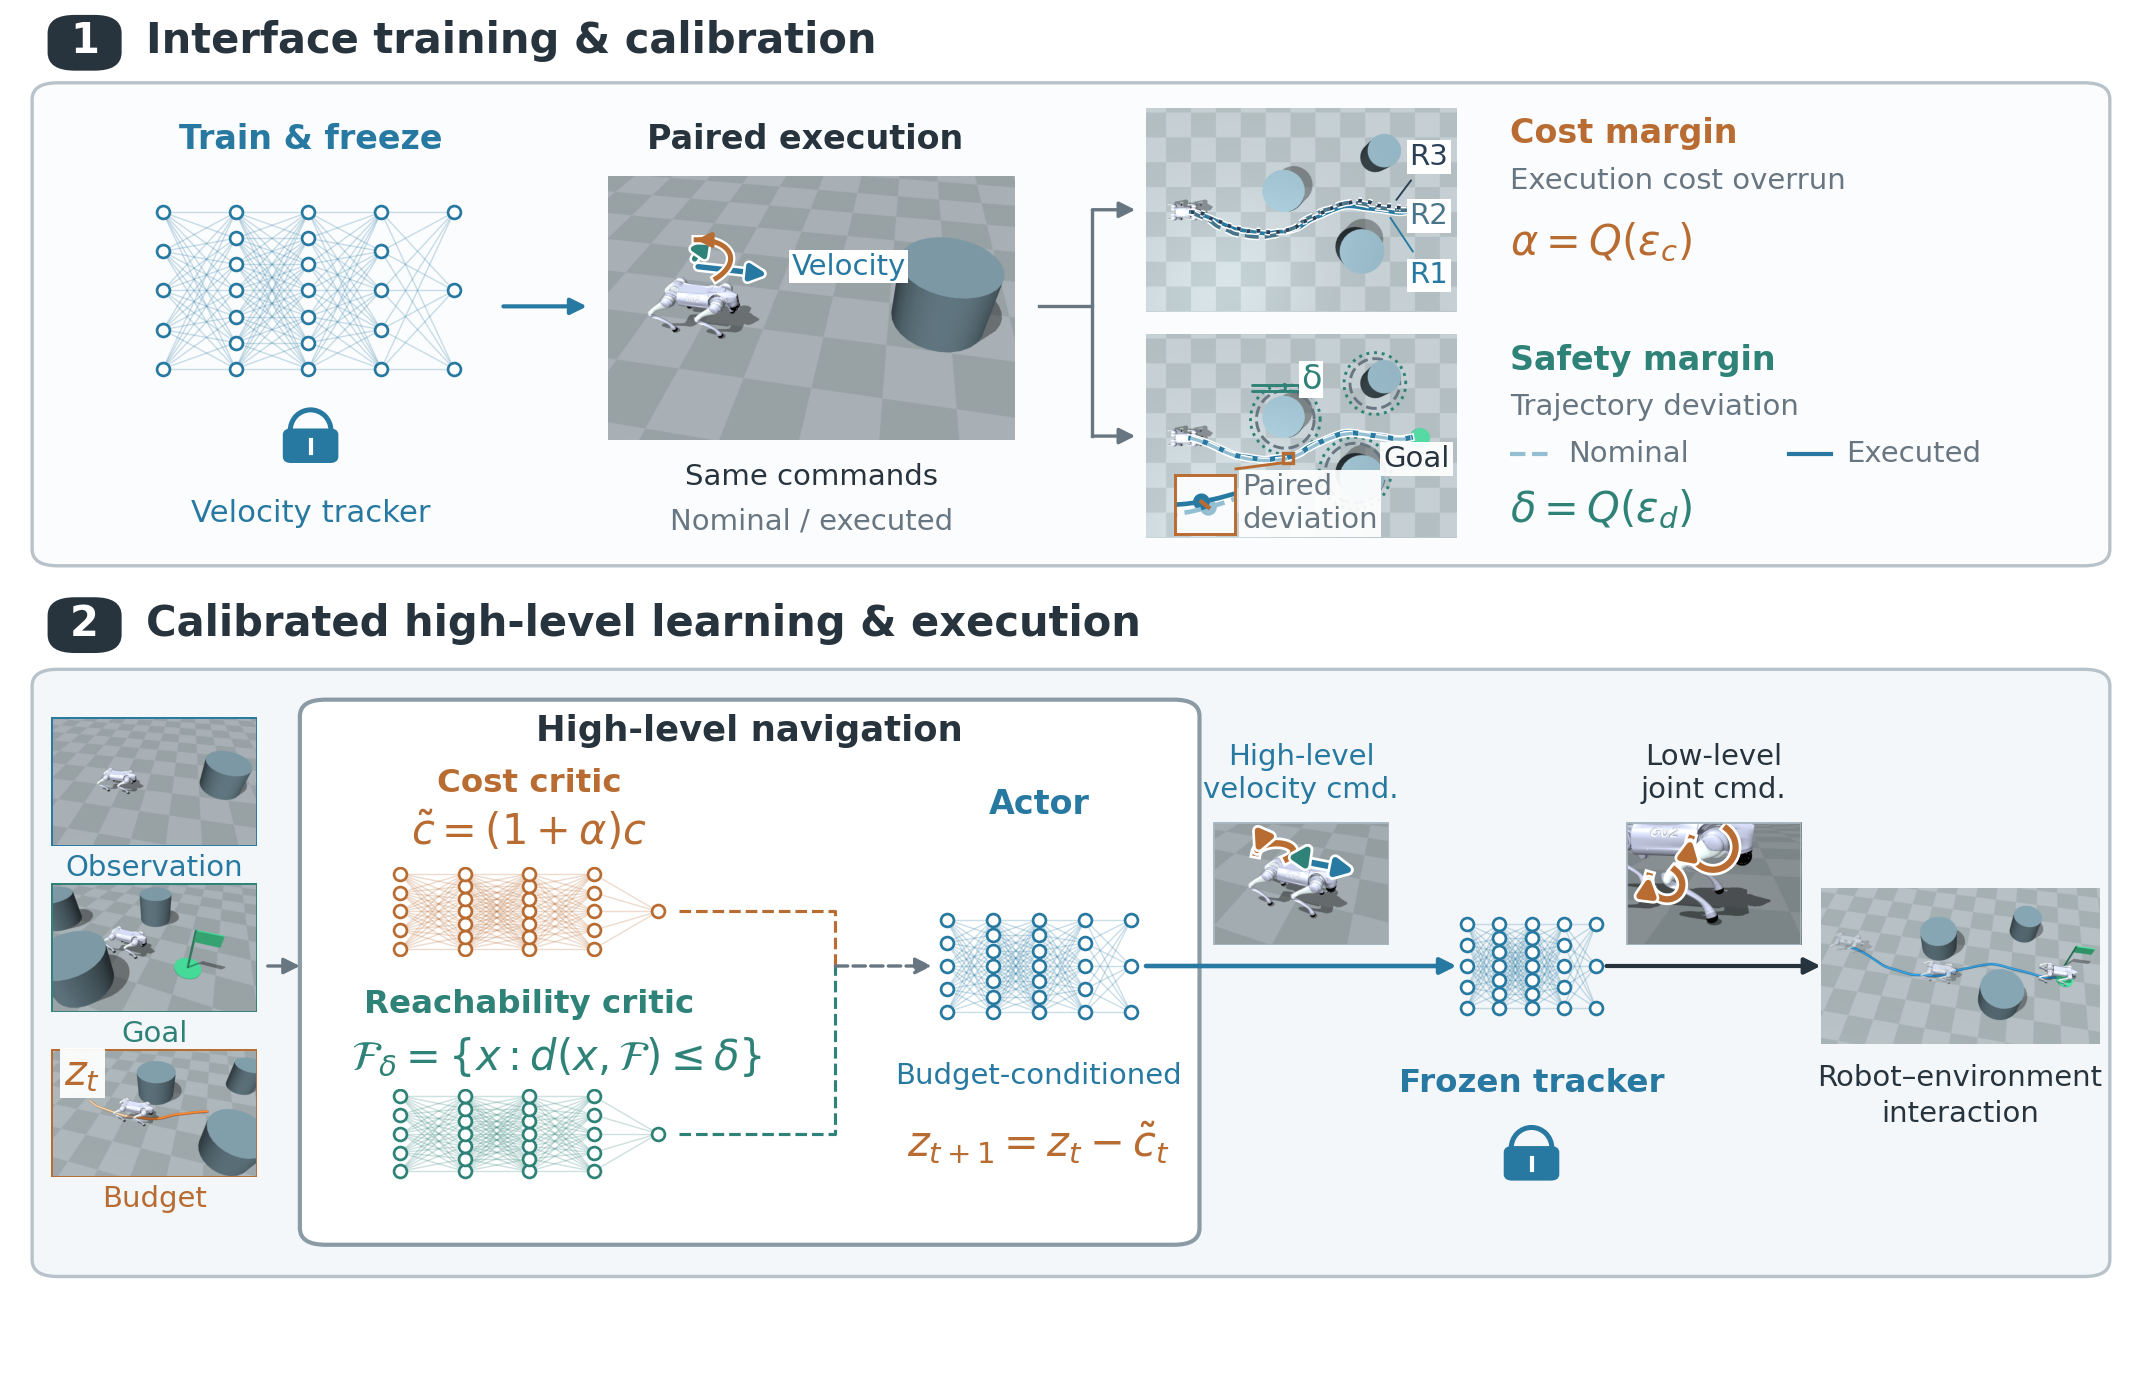 1 Interface training & calibration
Train & freeze
Velocity tracker
Paired execution
Velocity
Same commands
Nominal / executed
R3
R2
R1
Cost margin
Execution cost overrun
α = Q(ε_c)
δ
Goal
Paired
deviation
Safety margin
Trajectory deviation
Nominal
Executed
δ = Q(ε_d)
2 Calibrated high-level learning & execution
Observation
Goal
z_t
Budget
High-level navigation
Cost critic
c̃ = (1 + α)c
Reachability critic
ℱ_δ = {x : d(x, ℱ) ≤ δ}
Actor
Budget-conditioned
z_{t+1} = z_t − c̃_t
High-level
velocity cmd.
Frozen tracker
Low-level
joint cmd.
Robot–environment
interaction